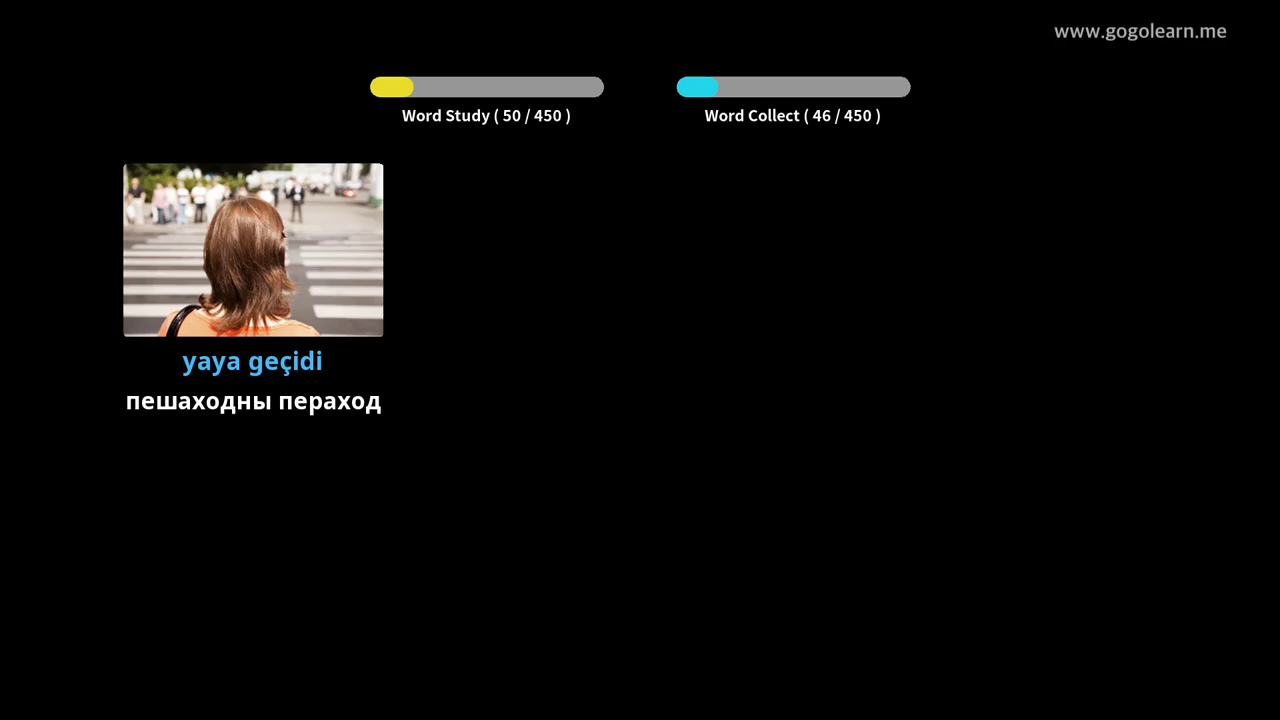 www.gogolearn.me
Word Study ( 50 / 450 )
Word Collect ( 46 / 450 )
yaya geçidi
пешаходны пераход